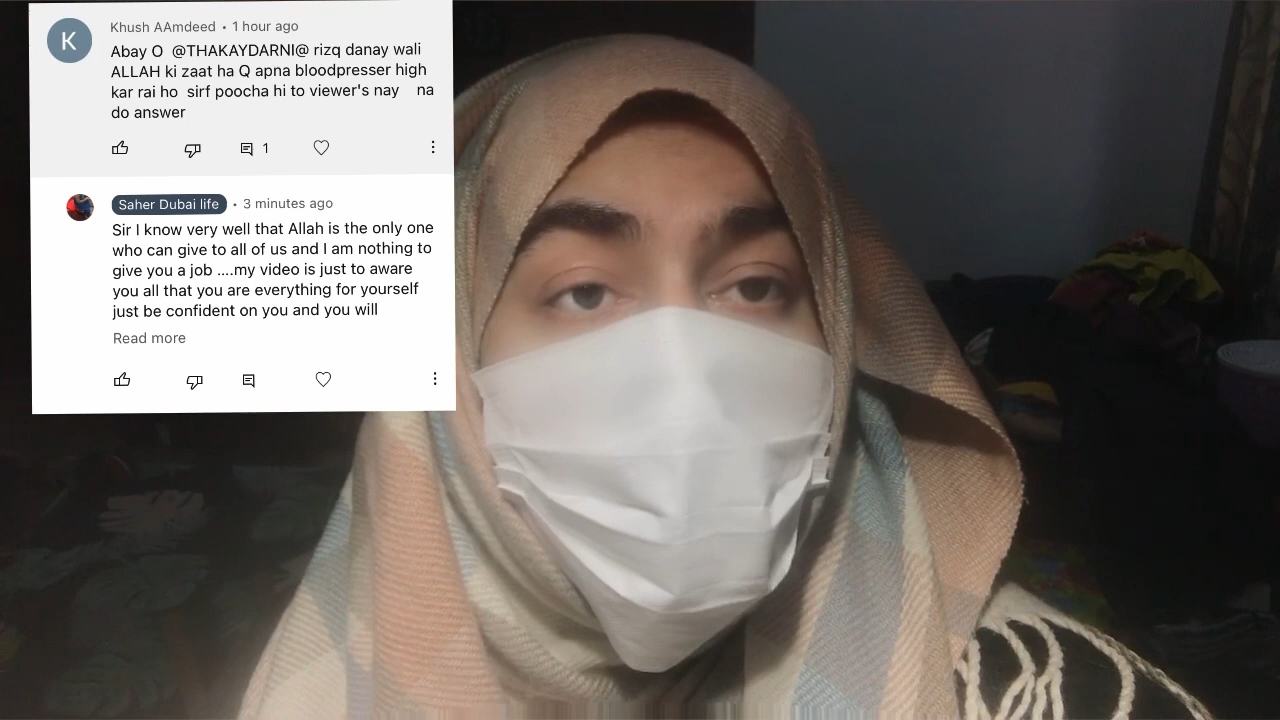 K
Khush AAmdeed • 1 hour ago
Abay O @THAKAYDARNI@ rizq danay wali
ALLAH ki zaat ha Q apna bloodpresser high
kar rai ho sirf poocha hi to viewer's nay na
do answer
1
Saher Dubai life • 3 minutes ago
Sir I know very well that Allah is the only one
who can give to all of us and I am nothing to
give you a job ....my video is just to aware
you all that you are everything for yourself
just be confident on you and you will
Read more